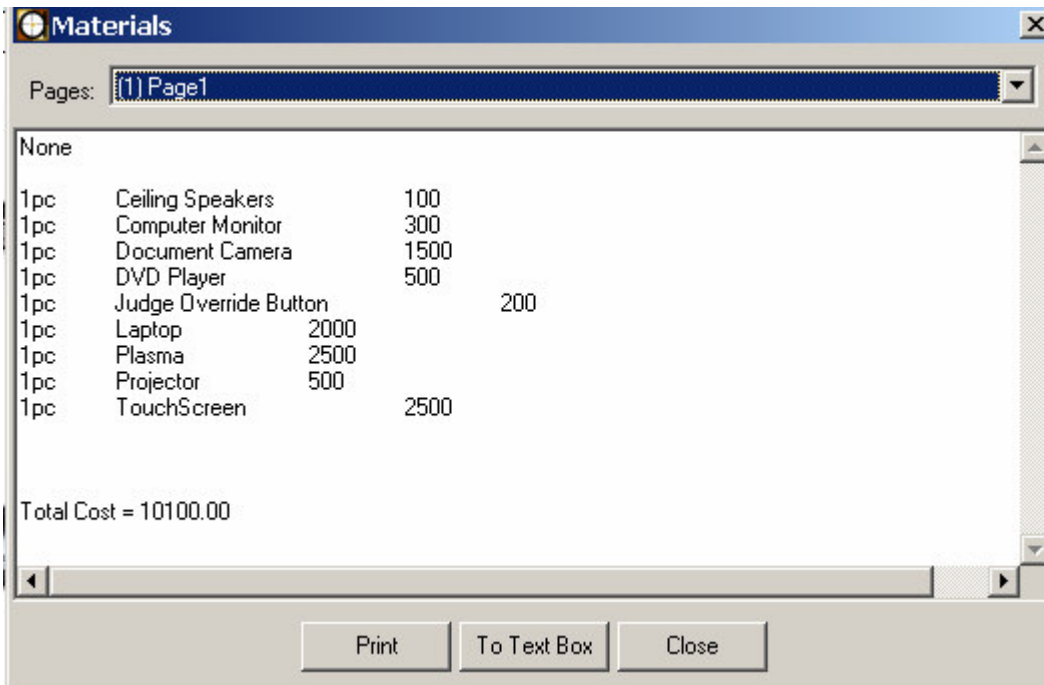 Materials
Pages: (1) Page1
None
1pc Ceiling Speakers 100
1pc Computer Monitor 300
1pc Document Camera 1500
1pc DVD Player 500
1pc Judge Override Button 200
1pc Laptop 2000
1pc Plasma 2500
1pc Projector 500
1pc TouchScreen 2500
Total Cost = 10100.00
Print To Text Box Close